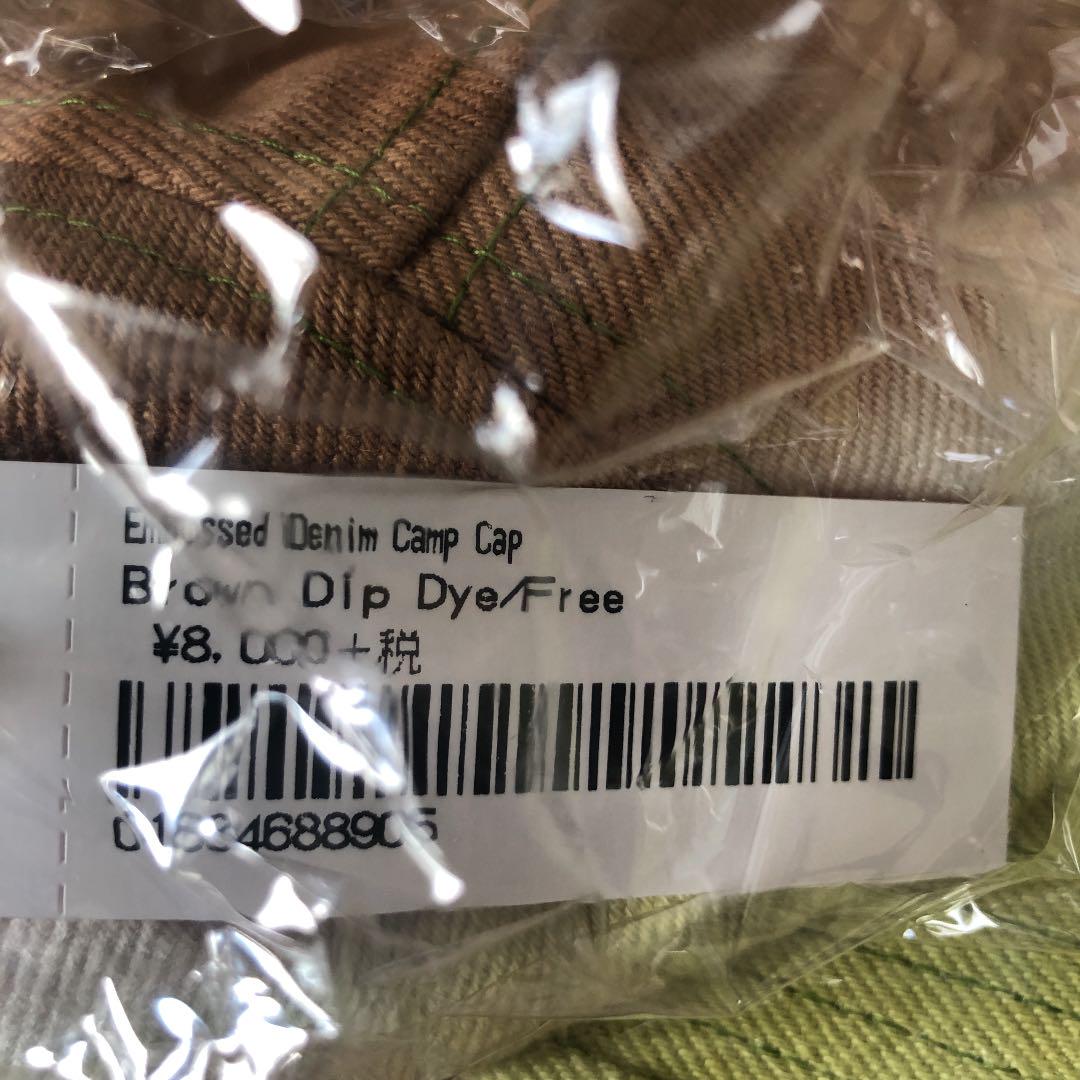 Embossed Denim Camp Cap
Brown Dip Dye/Free
¥8,000+税